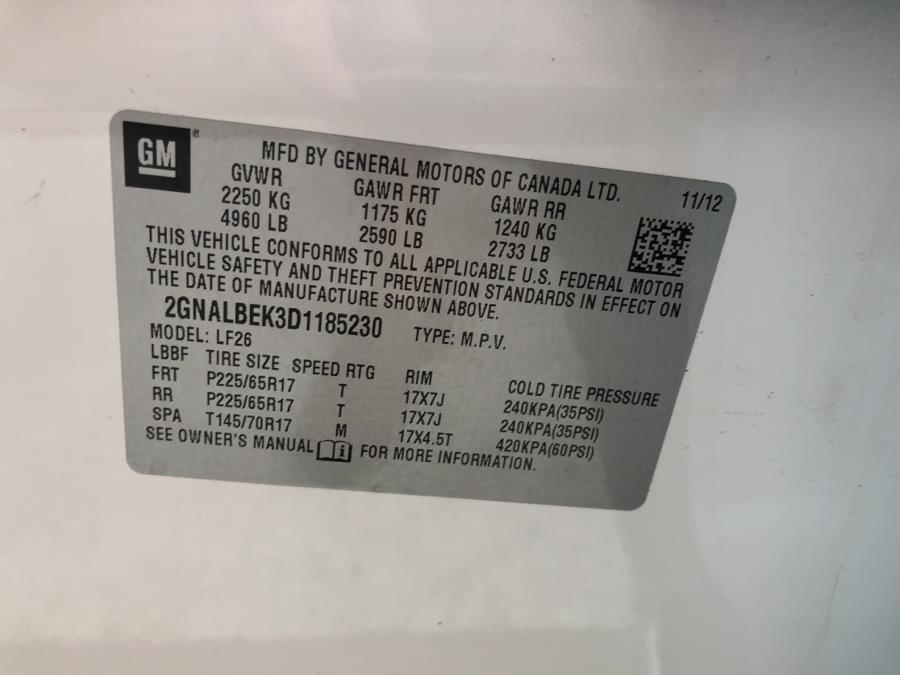 GM ®
MFD BY GENERAL MOTORS OF CANADA LTD. 11/12
GVWR GAWR FRT GAWR RR
2250 KG 1175 KG 1240 KG
4960 LB 2590 LB 2733 LB
THIS VEHICLE CONFORMS TO ALL APPLICABLE U.S. FEDERAL MOTOR
VEHICLE SAFETY AND THEFT PREVENTION STANDARDS IN EFFECT ON
THE DATE OF MANUFACTURE SHOWN ABOVE.
2GNALBEK3D1185230 TYPE: M.P.V.
MODEL: LF26
LBBF TIRE SIZE SPEED RTG RIM COLD TIRE PRESSURE
FRT P225/65R17 T 17X7J 240KPA(35PSI)
RR P225/65R17 T 17X7J 240KPA(35PSI)
SPA T145/70R17 M 17X4.5T 420KPA(60PSI)
SEE OWNER'S MANUAL i FOR MORE INFORMATION.